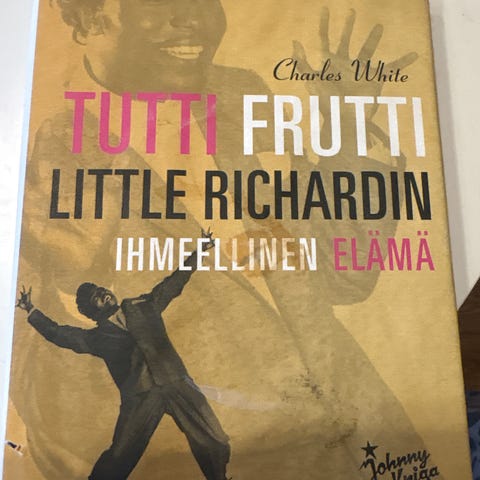 Charles White
TUTTI FRUTTI
LITTLE RICHARDIN
IHMEELLINEN ELÄMÄ
Johnny
Kniga